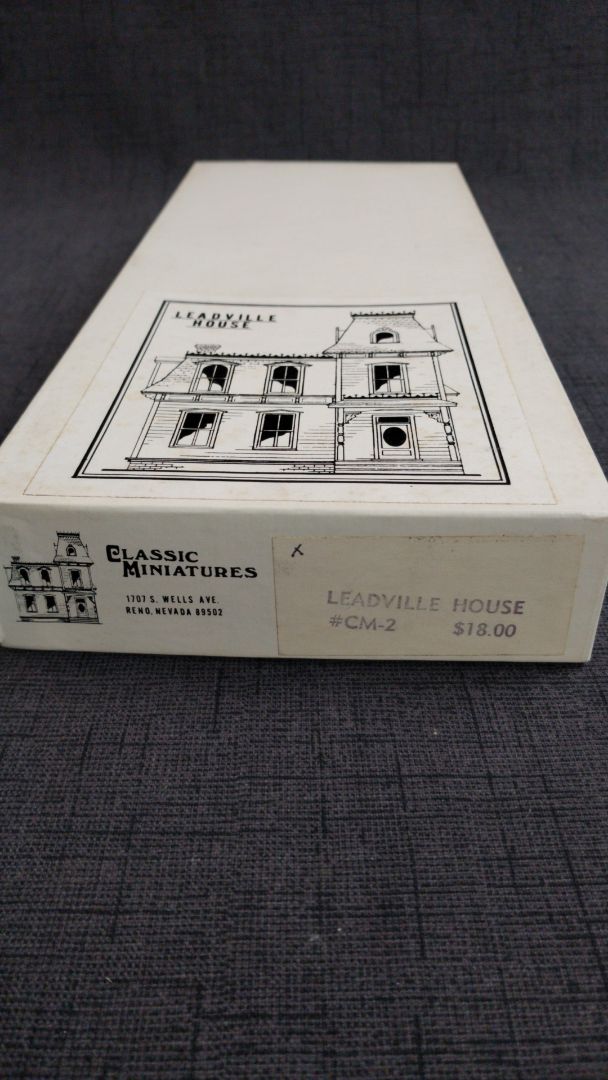 LEADVILLE
HOUSE
CLASSIC
MINIATURES
1707 S. WELLS AVE.
RENO, NEVADA 89502
X
LEADVILLE HOUSE
#CM-2 $18.00